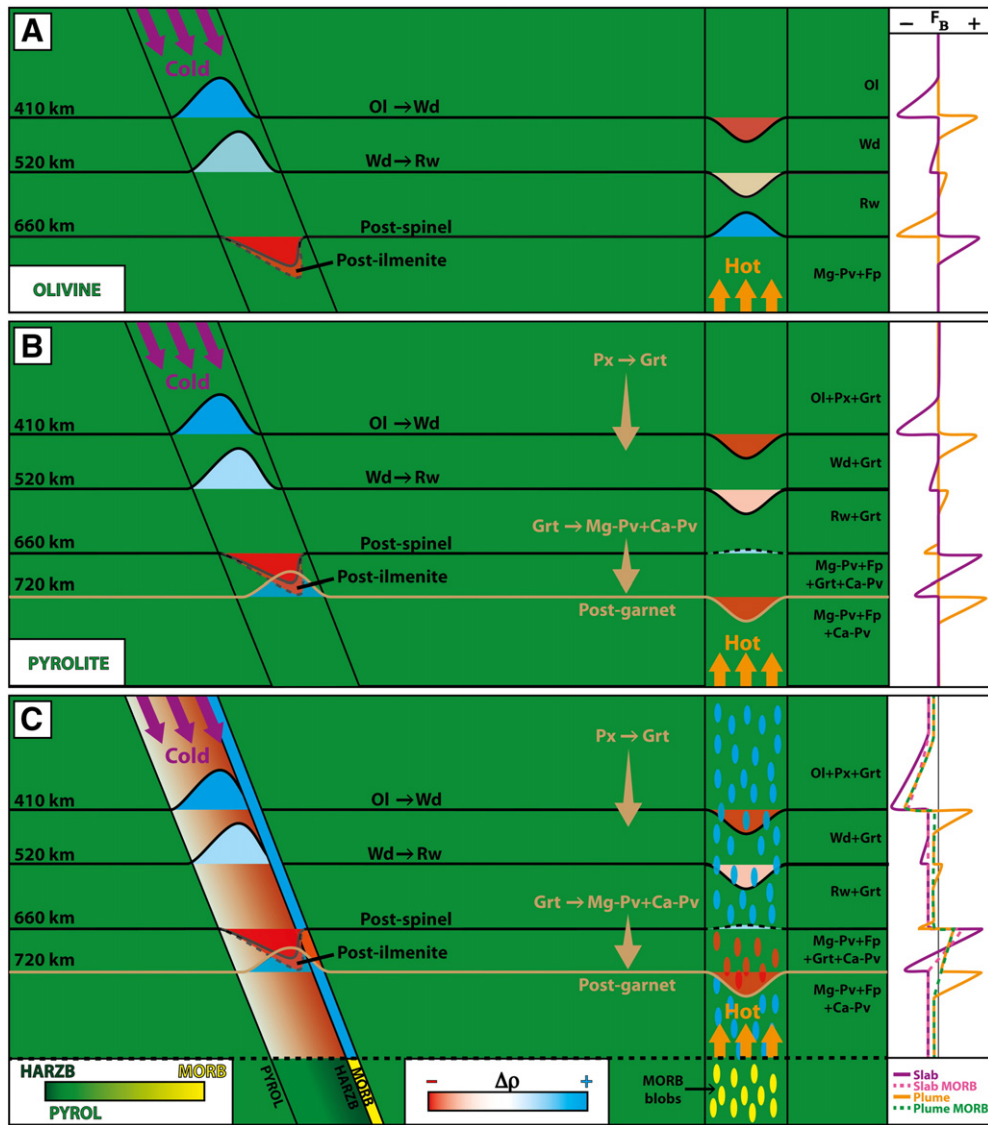 A
Cold
410 km
Ol → Wd
Ol
520 km
Wd → Rw
Wd
Rw
660 km
Post-spinel
Post-ilmenite
Hot
Mg-Pv+Fp
OLIVINE
− F_B +
B
Cold
Px → Grt
410 km
Ol → Wd
Ol+Px+Grt
520 km
Wd → Rw
Wd+Grt
Rw+Grt
Grt → Mg-Pv+Ca-Pv
660 km
Post-spinel
Post-ilmenite
Mg-Pv+Fp
+Grt+Ca-Pv
720 km
Post-garnet
Mg-Pv+Fp
+Ca-Pv
Hot
PYROLITE
C
Cold
Px → Grt
410 km
Ol → Wd
Ol+Px+Grt
520 km
Wd → Rw
Wd+Grt
Rw+Grt
Grt → Mg-Pv+Ca-Pv
660 km
Post-spinel
Post-ilmenite
Mg-Pv+Fp
+Grt+Ca-Pv
720 km
Post-garnet
Mg-Pv+Fp
+Ca-Pv
Hot
HARZB
MORB
PYROL
PYROL
HARZB
MORB
− Δρ +
MORB
blobs
Slab
Slab MORB
Plume
Plume MORB